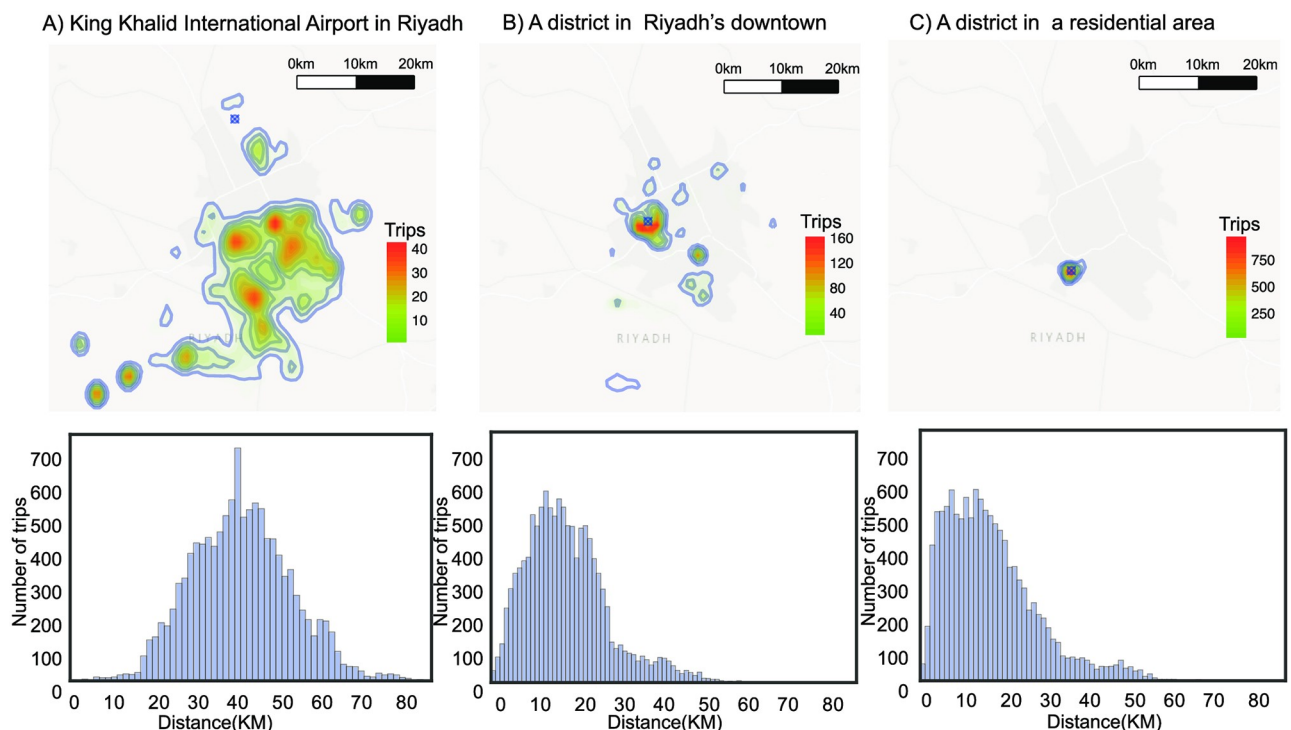 A) King Khalid International Airport in Riyadh
0km 10km 20km
Trips
40
30
20
10
RIYADH
B) A district in Riyadh's downtown
0km 10km 20km
Trips
160
120
80
40
RIYADH
C) A district in a residential area
0km 10km 20km
Trips
750
500
250
RIYADH
Number of trips
700
600
500
400
300
200
100
0
0 10 20 30 40 50 60 70 80
Distance(KM)
Number of trips
700
600
500
400
300
200
100
0
0 10 20 30 40 50 60 70 80
Distance(KM)
Number of trips
700
600
500
400
300
200
100
0
0 10 20 30 40 50 60 70 80
Distance(KM)